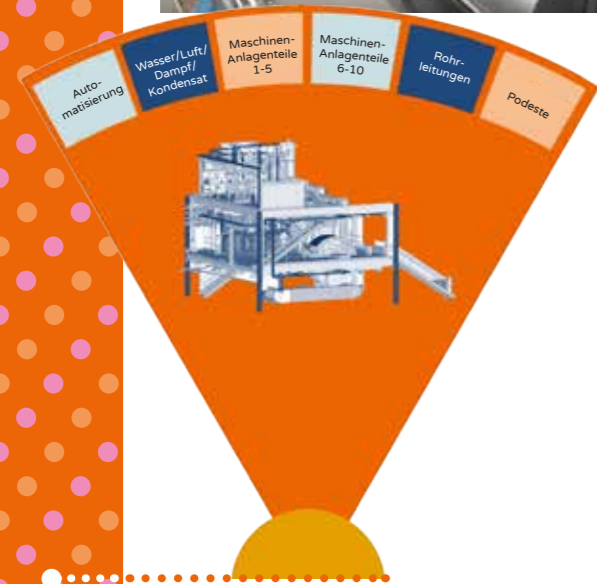 Auto-
matisierung
Wasser/Luft/
Dampf/
Kondensat
Maschinen-
Anlagenteile
1-5
Maschinen-
Anlagenteile
6-10
Rohr-
leitungen
Podeste